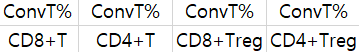 ConvT% ConvT% ConvT% ConvT%
CD8+T CD4+T CD8+Treg CD4+Treg